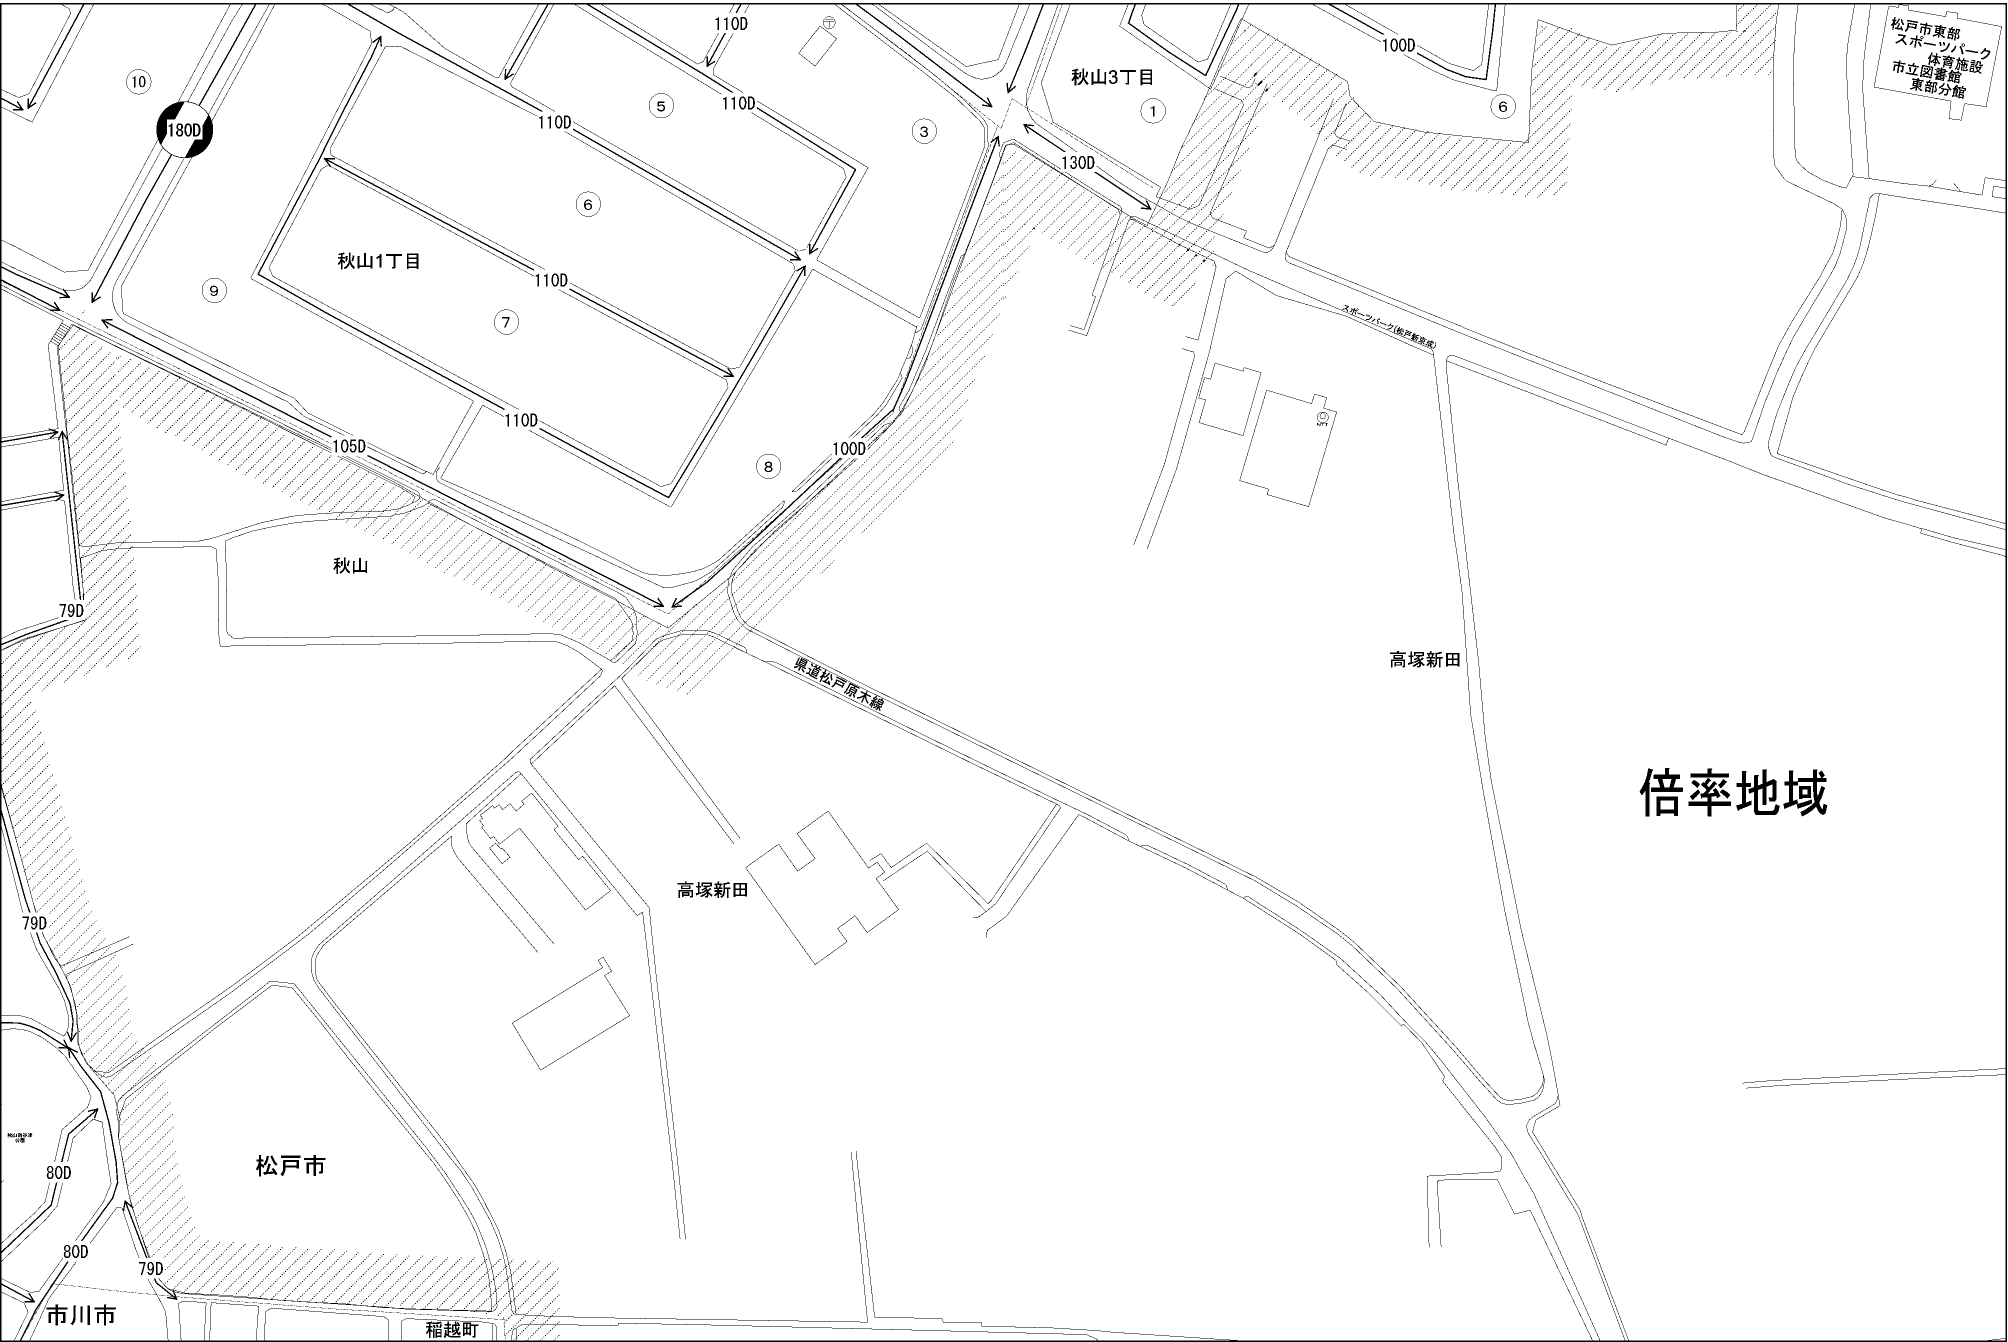 110D
100D
松戸市東部
スポーツパーク
体育施設
市立図書館
東部分館
⑩
180D
⑤
110D
110D
③
秋山3丁目
①
⑥
130D
⑥
秋山1丁目
110D
⑨
⑦
スポーツパーク(松戸新京成)
110D
105D
100D
⑧
NTT
秋山
79D
高塚新田
県道松戸原木線
倍率地域
高塚新田
79D
80D
松戸市
80D
79D
市川市
稲越町